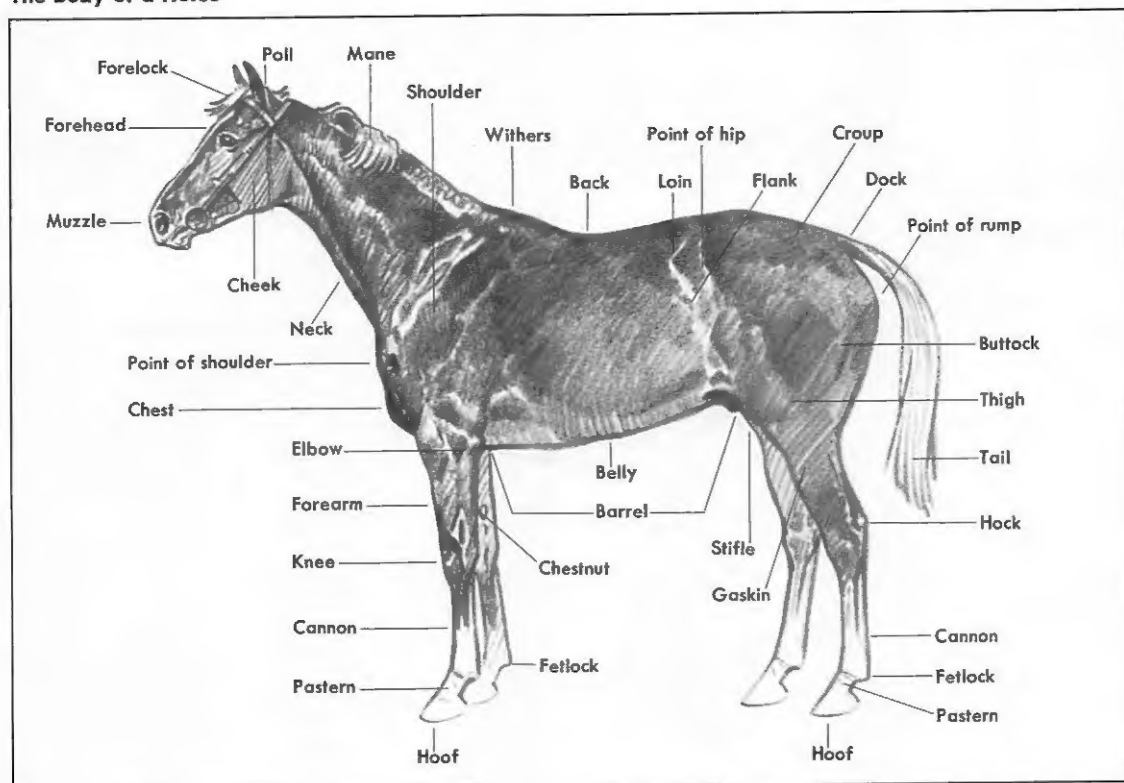 Poll
Mane
Forelock
Shoulder
Forehead
Withers
Point of hip
Croup
Back
Loin
Flank
Dock
Muzzle
Point of rump
Cheek
Neck
Buttock
Point of shoulder
Chest
Thigh
Elbow
Belly
Tail
Forearm
Barrel
Hock
Stifle
Knee
Chestnut
Gaskin
Cannon
Cannon
Fetlock
Fetlock
Pastern
Pastern
Hoof
Hoof